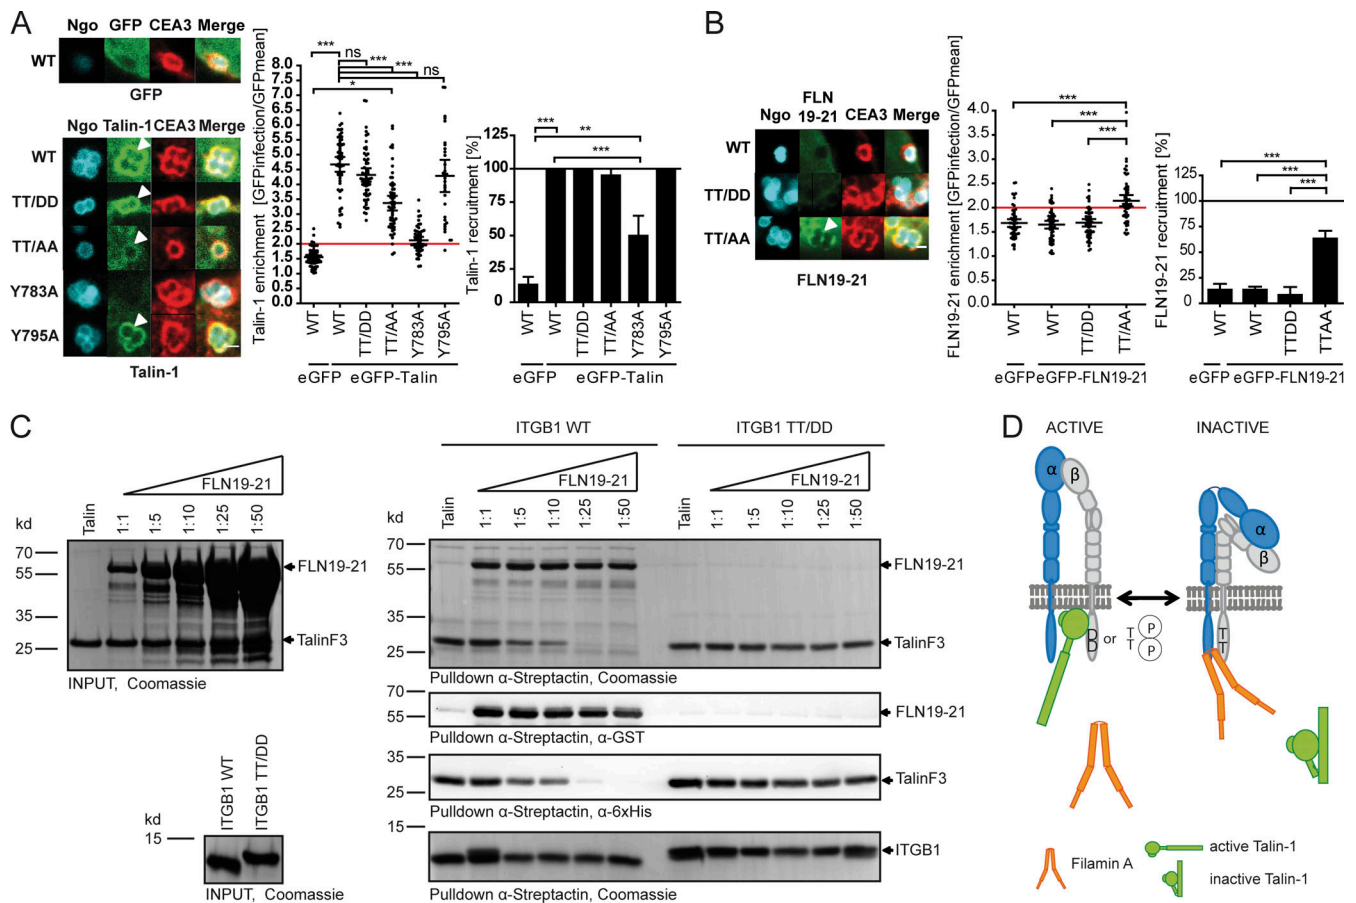 A
Ngo GFP CEA3 Merge
WT
GFP
Ngo Talin-1 CEA3 Merge
WT
TT/DD
TT/AA
Y783A
Y795A
Talin-1
Talin-1 enrichment [GFPinfection/GFPmean]
8.0
7.5
7.0
6.5
6.0
5.5
5.0
4.5
4.0
3.5
3.0
2.5
2.0
1.5
1.0
0.5
0.0
*** ns *** *** ns
*
WT WT TT/DD TT/AA Y783A Y795A
eGFP eGFP-Talin
Talin-1 recruitment [%]
125
100
75
50
25
0
***
**
***
WT WT TT/DD TT/AA Y783A Y795A
eGFP eGFP-Talin
B
FLN
Ngo 19-21 CEA3 Merge
WT
TT/DD
TT/AA
FLN19-21
FLN19-21 enrichment [GFPinfection/GFPmean]
4.0
3.5
3.0
2.5
2.0
1.5
1.0
0.5
0.0
***
***
***
WT WT TT/DD TT/AA
eGFP eGFP-FLN19-21
FLN19-21 recruitment [%]
125
100
75
50
25
0
***
***
***
WT WT TTDD TTAA
eGFP eGFP-FLN19-21
C
FLN19-21
kd Talin 1:1 1:5 1:10 1:25 1:50
70
55
35
25
FLN19-21
TalinF3
INPUT, Coomassie
ITGB1 WT ITGB1 TT/DD
kd
15
INPUT, Coomassie
ITGB1 WT ITGB1 TT/DD
FLN19-21 FLN19-21
kd Talin 1:1 1:5 1:10 1:25 1:50 Talin 1:1 1:5 1:10 1:25 1:50
70
55
35
25
FLN19-21
TalinF3
Pulldown α-Streptactin, Coomassie
70
55
FLN19-21
Pulldown α-Streptactin, α-GST
35
25
TalinF3
Pulldown α-Streptactin, α-6xHis
15
ITGB1
Pulldown α-Streptactin, Coomassie
D
ACTIVE INACTIVE
α β
α
β
D D or T T P P
T T
Filamin A
active Talin-1
inactive Talin-1